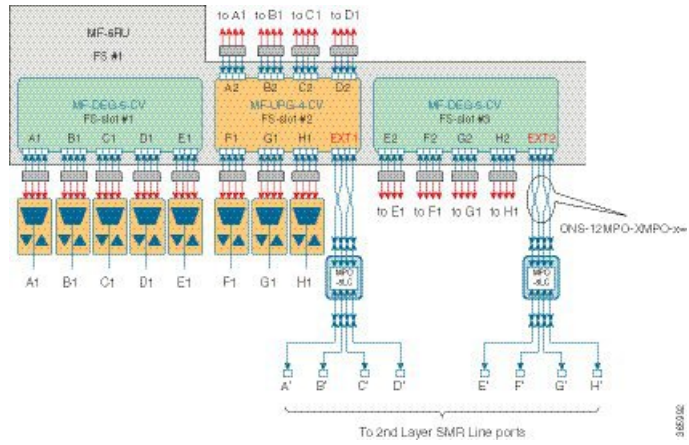 to A1 to B1 to C1 to D1
MF-6RU
FS #1
A2 B2 C2 D2
MF-DEG-5-CV MF-UPG-4-CV MF-DEG-5-CV
FS-slot #1 FS-slot #2 FS-slot #3
A1 B1 C1 D1 E1 F1 G1 H1 EXT1 E2 F2 G2 H2 EXT2
to E1 to F1 to G1 to H1
ONS-12MPO-XMPO-x=
A1 B1 C1 D1 E1 F1 G1 H1
MPO MPO
-8LC -8LC
A' B' C' D' E' F' G' H'
To 2nd Layer SMR Line ports